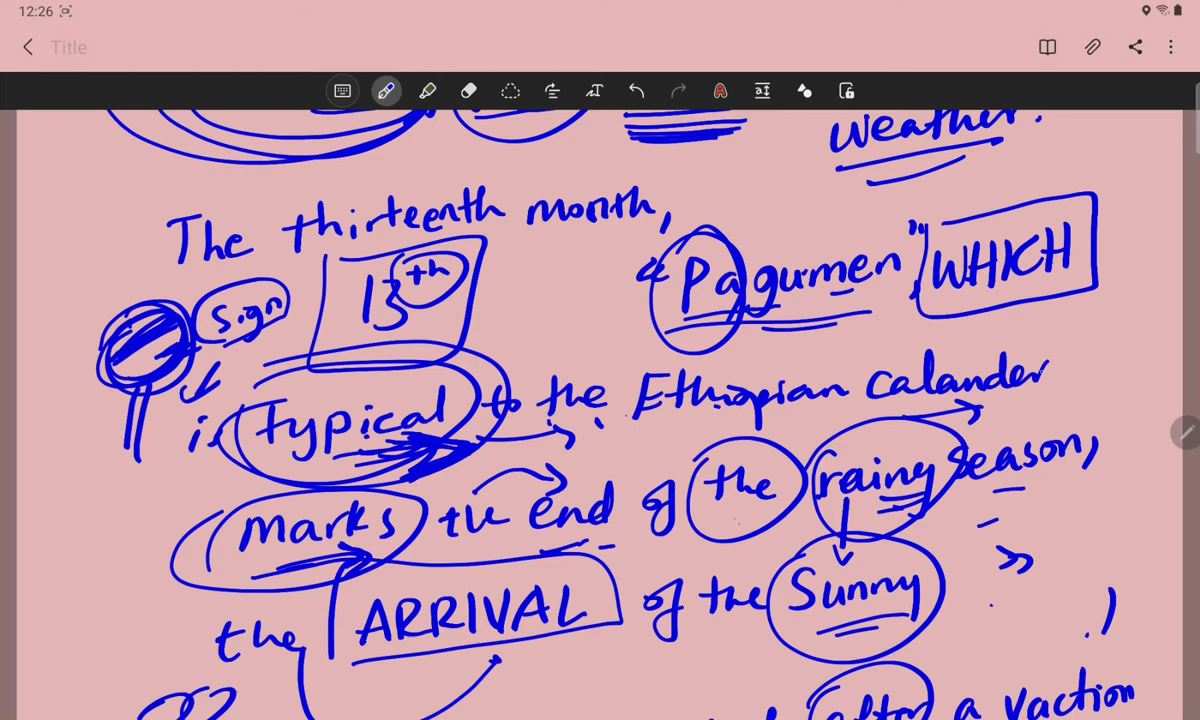 12:26
Title
weather.
The thirteenth month,
13th
"Pagumen", WHICH
Sign
is typical to the Ethiopian calander
marks the end of the rainy season,
the ARRIVAL of the Sunny
after a vaction